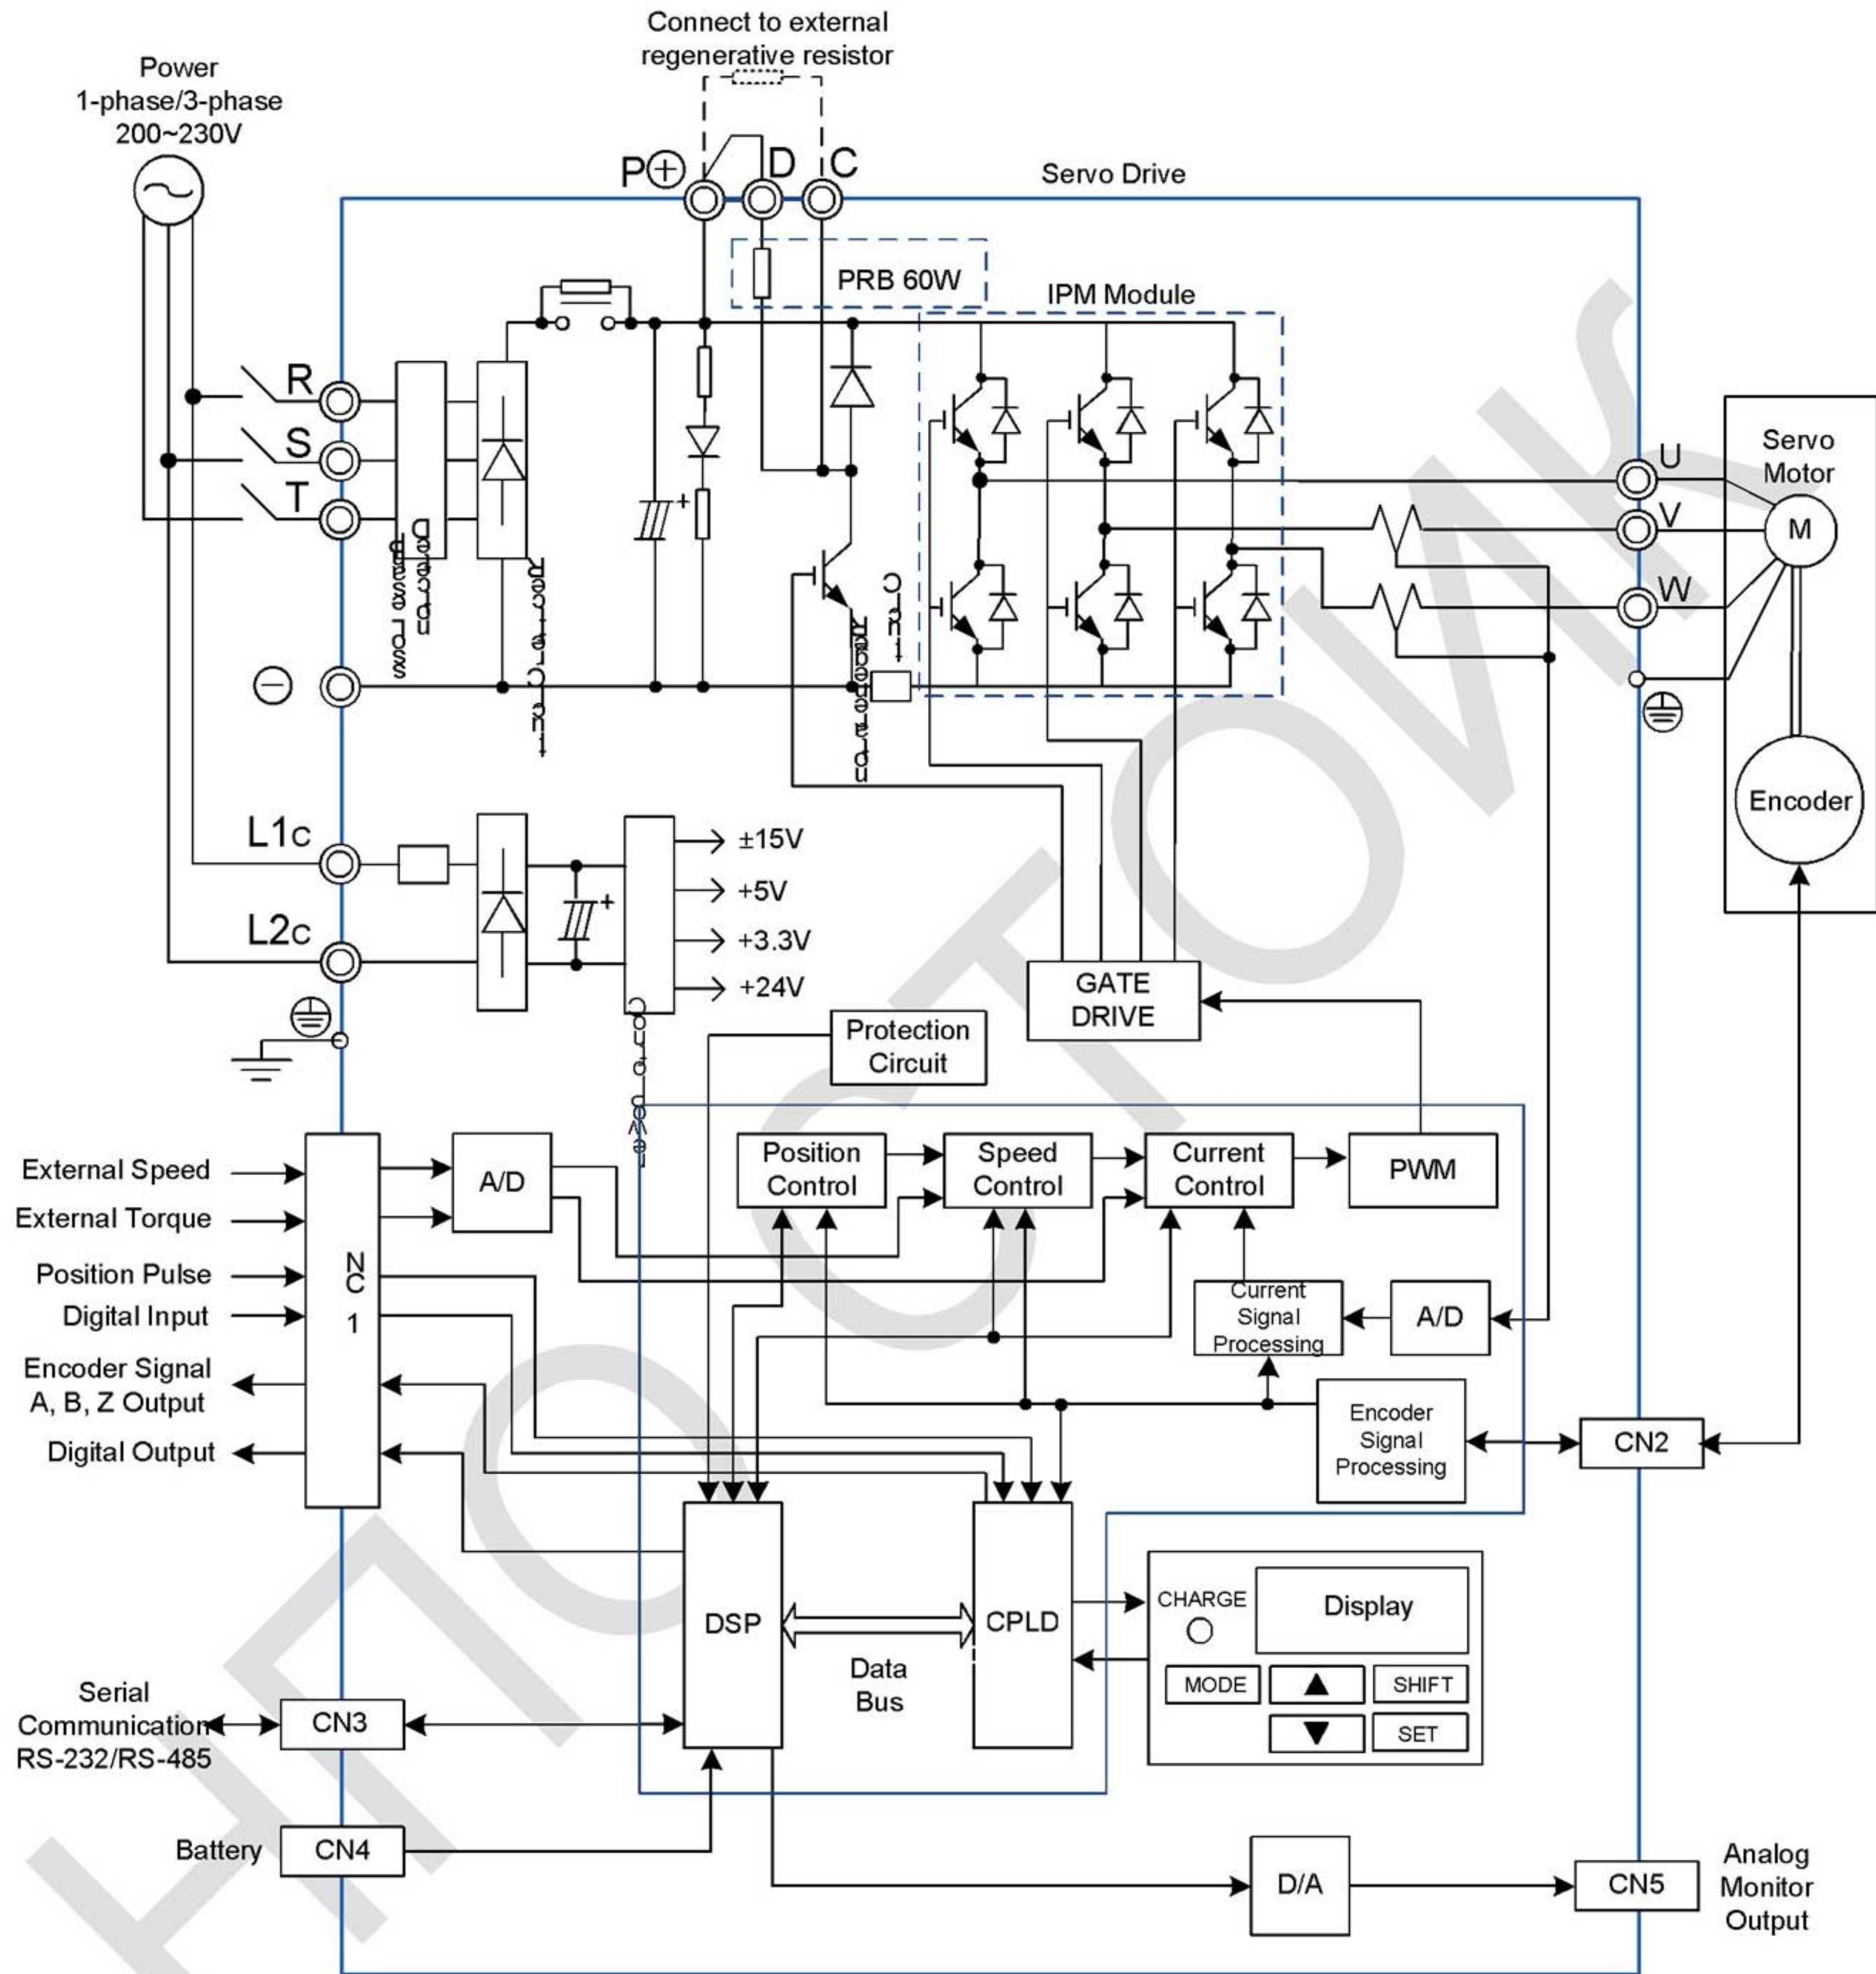 Connect to external
regenerative resistor
Power
1-phase/3-phase
200~230V
P
D
C
Servo Drive
PRB 60W
IPM Module
R
S
T
U
V
W
Servo
Motor
M
Encoder
L1c
L2c
±15V
+5V
+3.3V
+24V
GATE
DRIVE
Protection
Circuit
External Speed
External Torque
Position Pulse
Digital Input
Encoder Signal
A, B, Z Output
Digital Output
N
C
1
A/D
Position
Control
Speed
Control
Current
Control
PWM
Current
Signal
Processing
A/D
Encoder
Signal
Processing
CN2
DSP
Data
Bus
CPLD
CHARGE
Display
MODE
▲
SHIFT
▼
SET
Serial
Communication
RS-232/RS-485
CN3
Battery
CN4
D/A
CN5
Analog
Monitor
Output